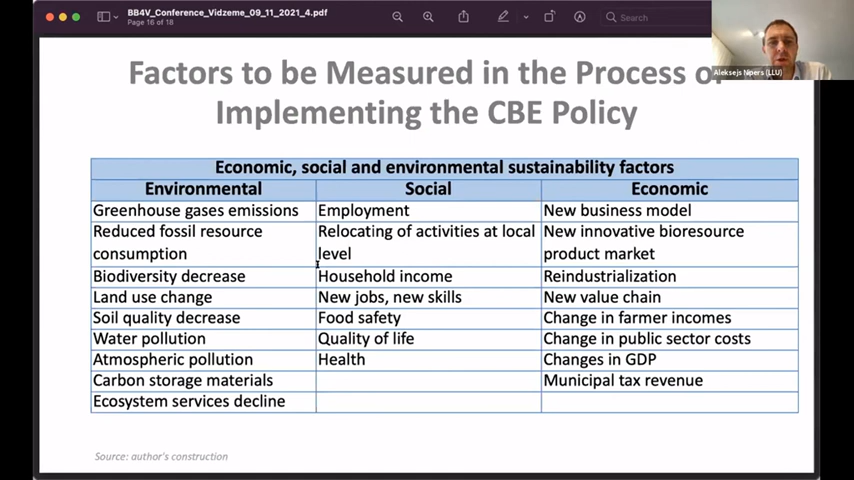 BB4V_Conference_Vidzeme_09_11_2021_4.pdf
Page 16 of 18
Search
Aleksejs Nipers (LLU)
Factors to be Measured in the Process of
Implementing the CBE Policy
Economic, social and environmental sustainability factors
Environmental Social Economic
Greenhouse gases emissions Employment New business model
Reduced fossil resource Relocating of activities at local New innovative bioresource
consumption level product market
Biodiversity decrease Household income Reindustrialization
Land use change New jobs, new skills New value chain
Soil quality decrease Food safety Change in farmer incomes
Water pollution Quality of life Change in public sector costs
Atmospheric pollution Health Changes in GDP
Carbon storage materials Municipal tax revenue
Ecosystem services decline
Source: author's construction